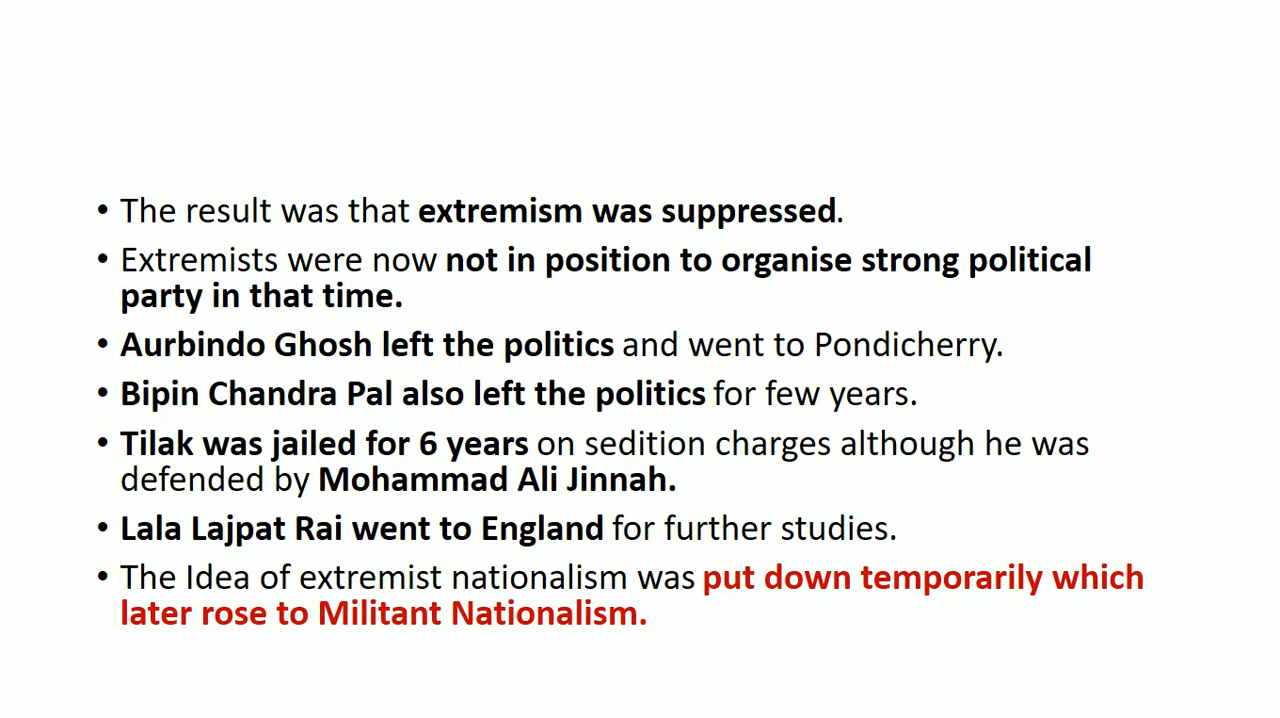 • The result was that extremism was suppressed.
• Extremists were now not in position to organise strong political
party in that time.
• Aurbindo Ghosh left the politics and went to Pondicherry.
• Bipin Chandra Pal also left the politics for few years.
• Tilak was jailed for 6 years on sedition charges although he was
defended by Mohammad Ali Jinnah.
• Lala Lajpat Rai went to England for further studies.
• The Idea of extremist nationalism was put down temporarily which
later rose to Militant Nationalism.